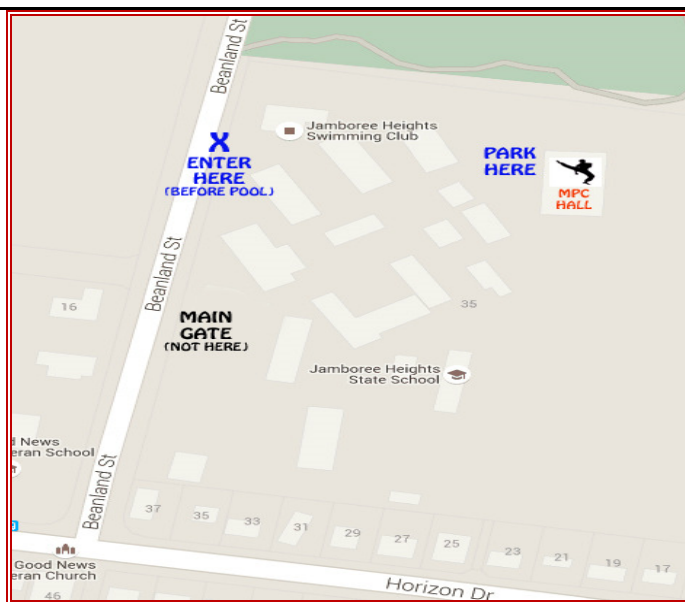 Beanland St
Jamboree Heights
Swimming Club
X
ENTER
HERE
(BEFORE POOL)
PARK
HERE
MPC
HALL
Beanland St
16
MAIN
GATE
(NOT HERE)
35
Jamboree Heights
State School
d News
eran School
Beanland St
37
35
33
31
29
27
25
23
21
19
17
Good News
eran Church
Horizon Dr
46